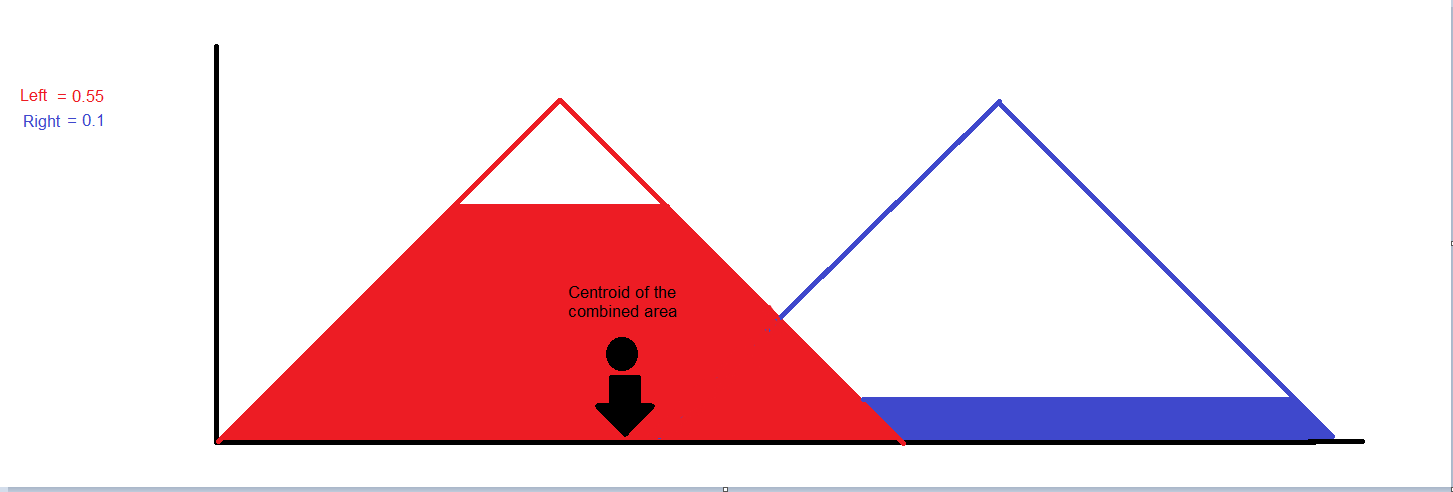 Left = 0.55
Right = 0.1
Centroid of the
combined area